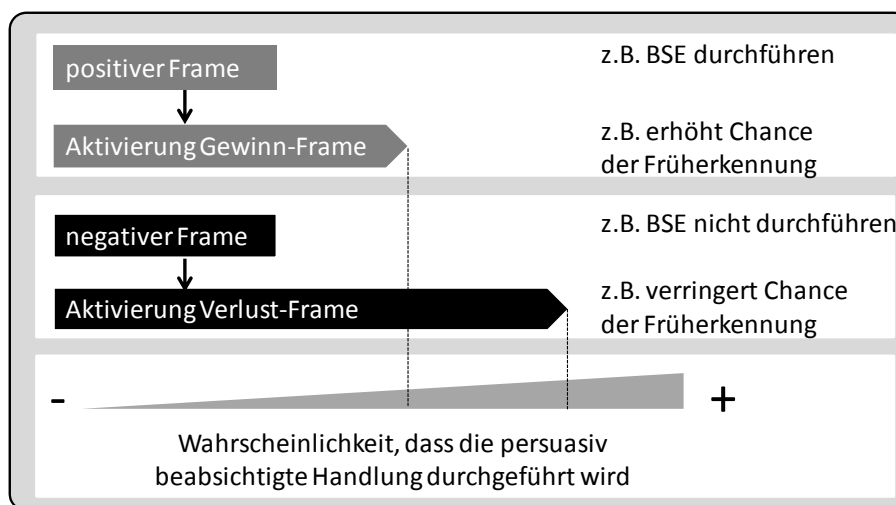 positiver Frame
z.B. BSE durchführen
Aktivierung Gewinn-Frame
z.B. erhöht Chance
der Früherkennung
negativer Frame
z.B. BSE nicht durchführen
Aktivierung Verlust-Frame
z.B. verringert Chance
der Früherkennung
- +
Wahrscheinlichkeit, dass die persuasiv
beabsichtigte Handlung durchgeführt wird